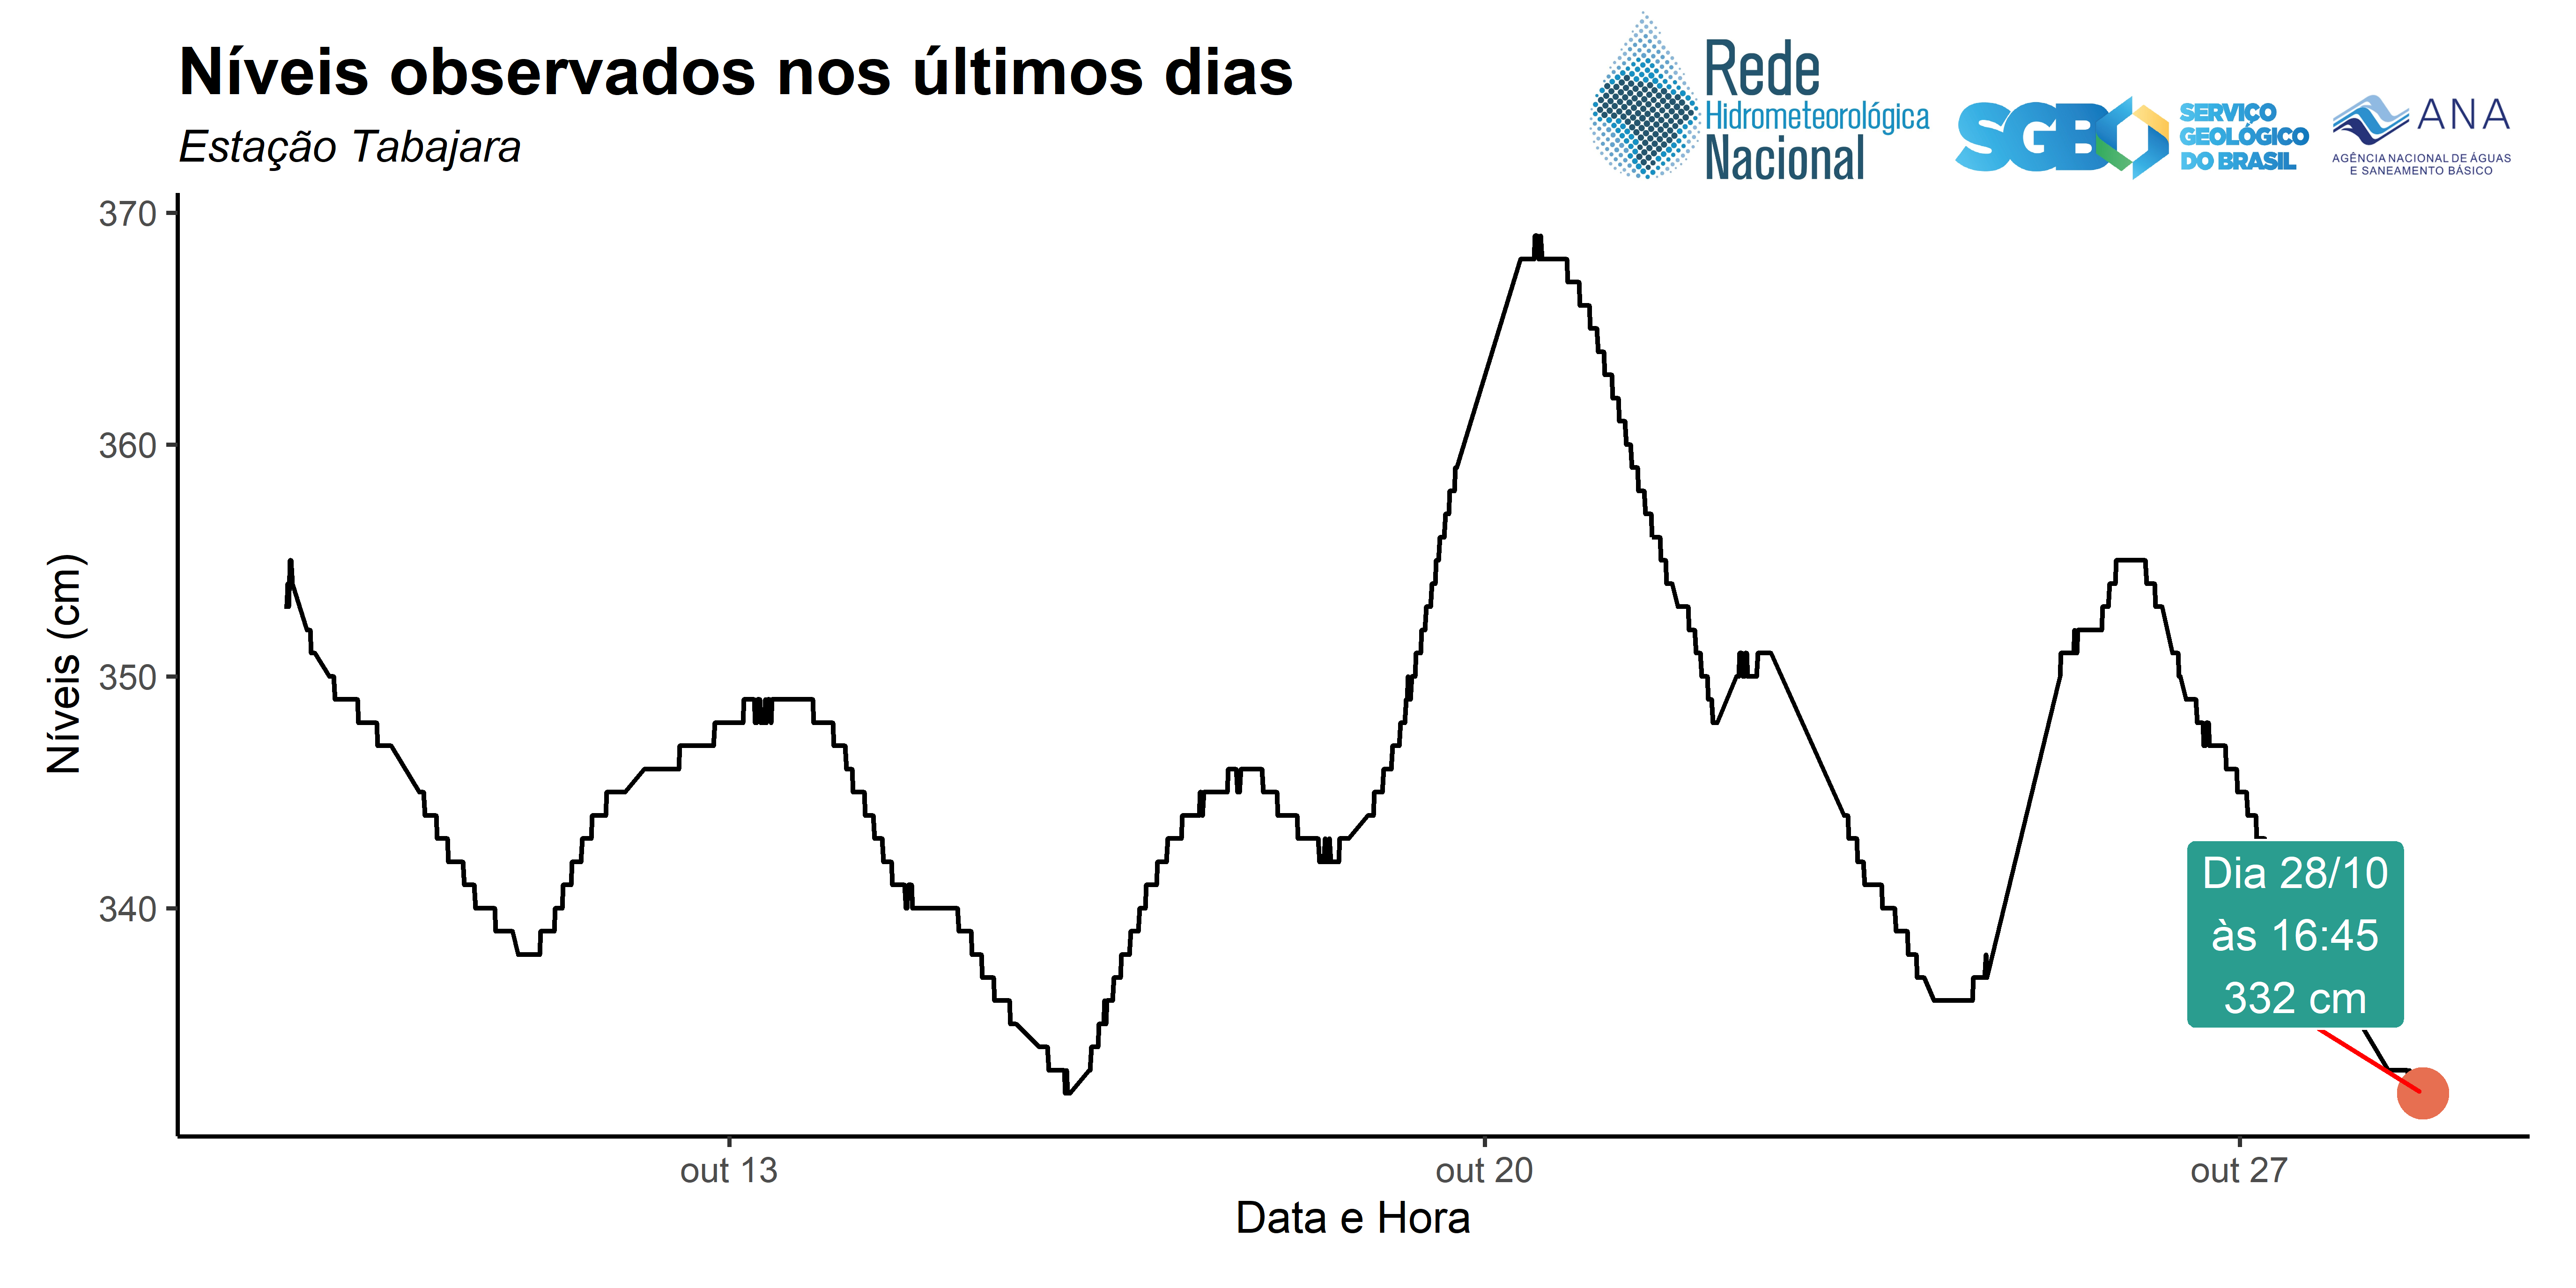 Níveis observados nos últimos dias
Estação Tabajara
Rede
Hidrometeorológica
Nacional
SGB
SERVIÇO
GEOLÓGICO
DO BRASIL
ANA
AGÊNCIA NACIONAL DE ÁGUAS
E SANEAMENTO BÁSICO
Níveis (cm)
370
360
350
340
Dia 28/10
às 16:45
332 cm
out 13
out 20
out 27
Data e Hora